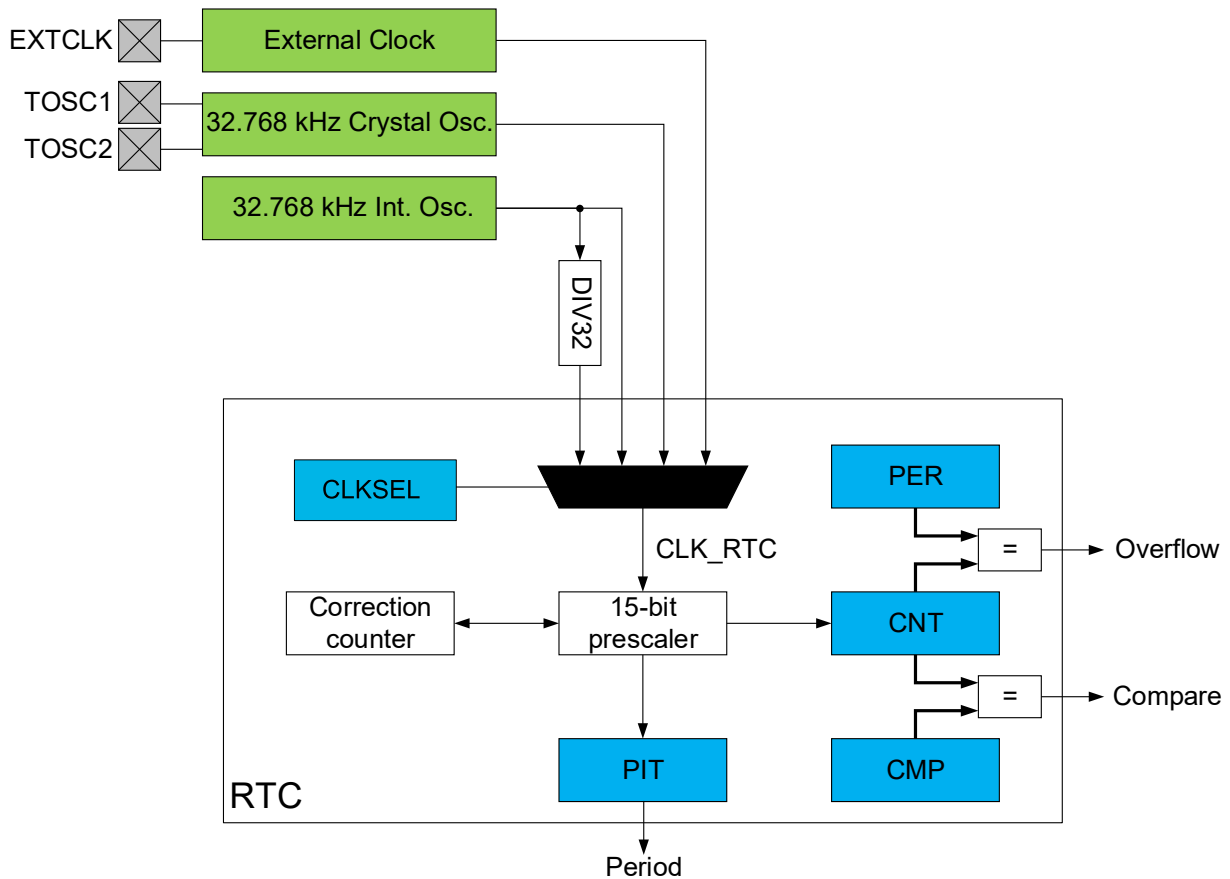 EXTCLK
External Clock
TOSC1
TOSC2
32.768 kHz Crystal Osc.
32.768 kHz Int. Osc.
DIV32
CLKSEL
PER
CLK_RTC
=
Overflow
Correction
counter
15-bit
prescaler
CNT
=
Compare
PIT
CMP
RTC
Period